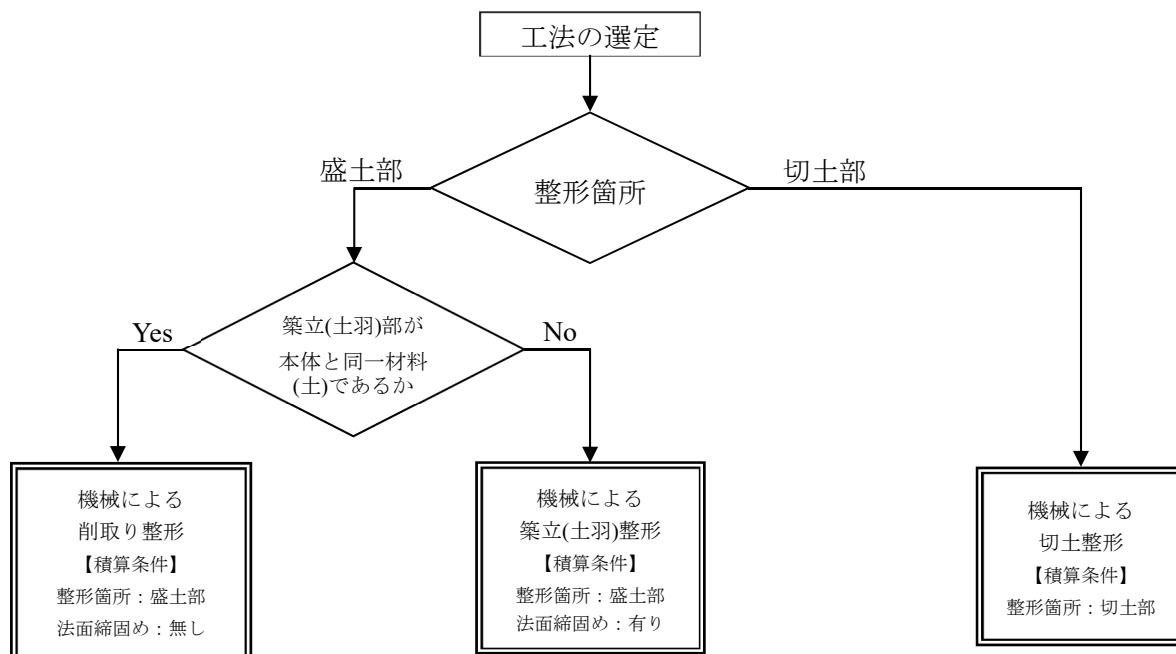 工法の選定
盛土部
整形箇所
切土部
Yes
築立(土羽)部が
本体と同一材料
(土)であるか
No
機械による
削取り整形
【積算条件】
整形箇所：盛土部
法面締固め：無し
機械による
築立(土羽)整形
【積算条件】
整形箇所：盛土部
法面締固め：有り
機械による
切土整形
【積算条件】
整形箇所：切土部